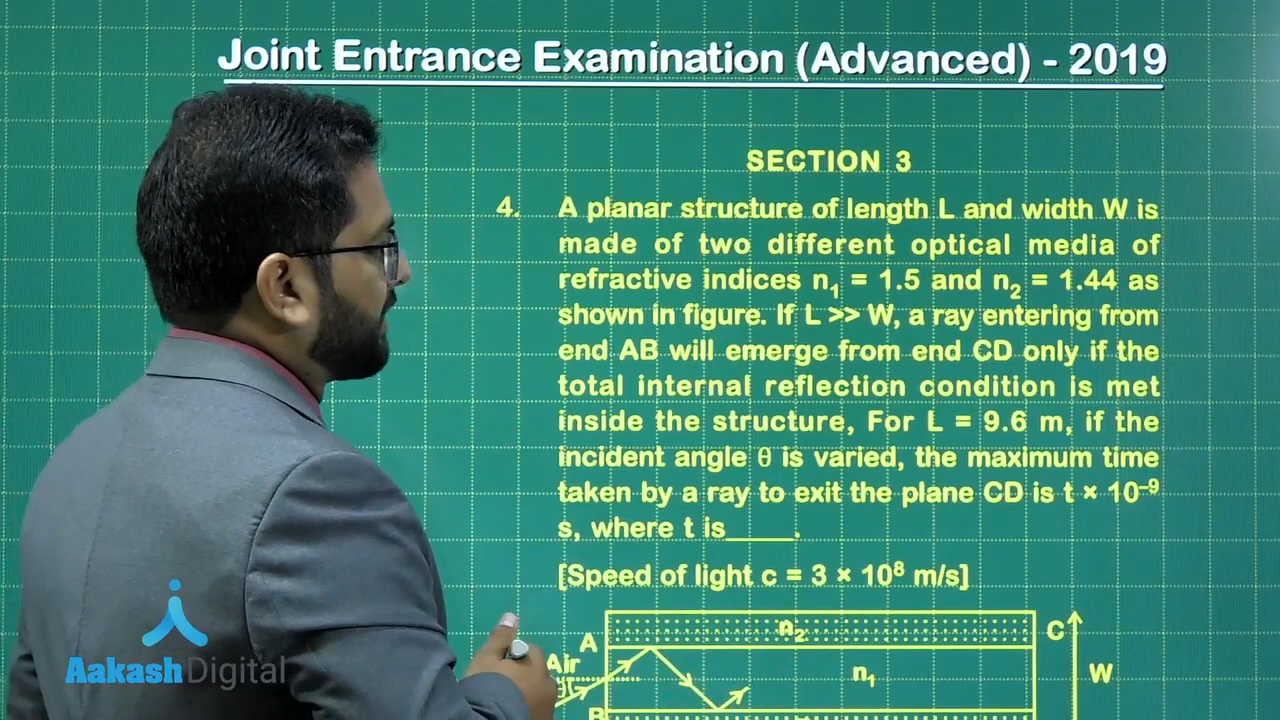 Joint Entrance Examination (Advanced) - 2019
SECTION 3
4. A planar structure of length L and width W is
made of two different optical media of
refractive indices n₁ = 1.5 and n₂ = 1.44 as
shown in figure. If L >> W, a ray entering from
end AB will emerge from end CD only if the
total internal reflection condition is met
inside the structure, For L = 9.6 m, if the
incident angle θ is varied, the maximum time
taken by a ray to exit the plane CD is t × 10⁻⁹
s, where t is_____.
[Speed of light c = 3 × 10⁸ m/s]
n₂
A
C
Air
n₁
W
θ
B
Aakash Digital